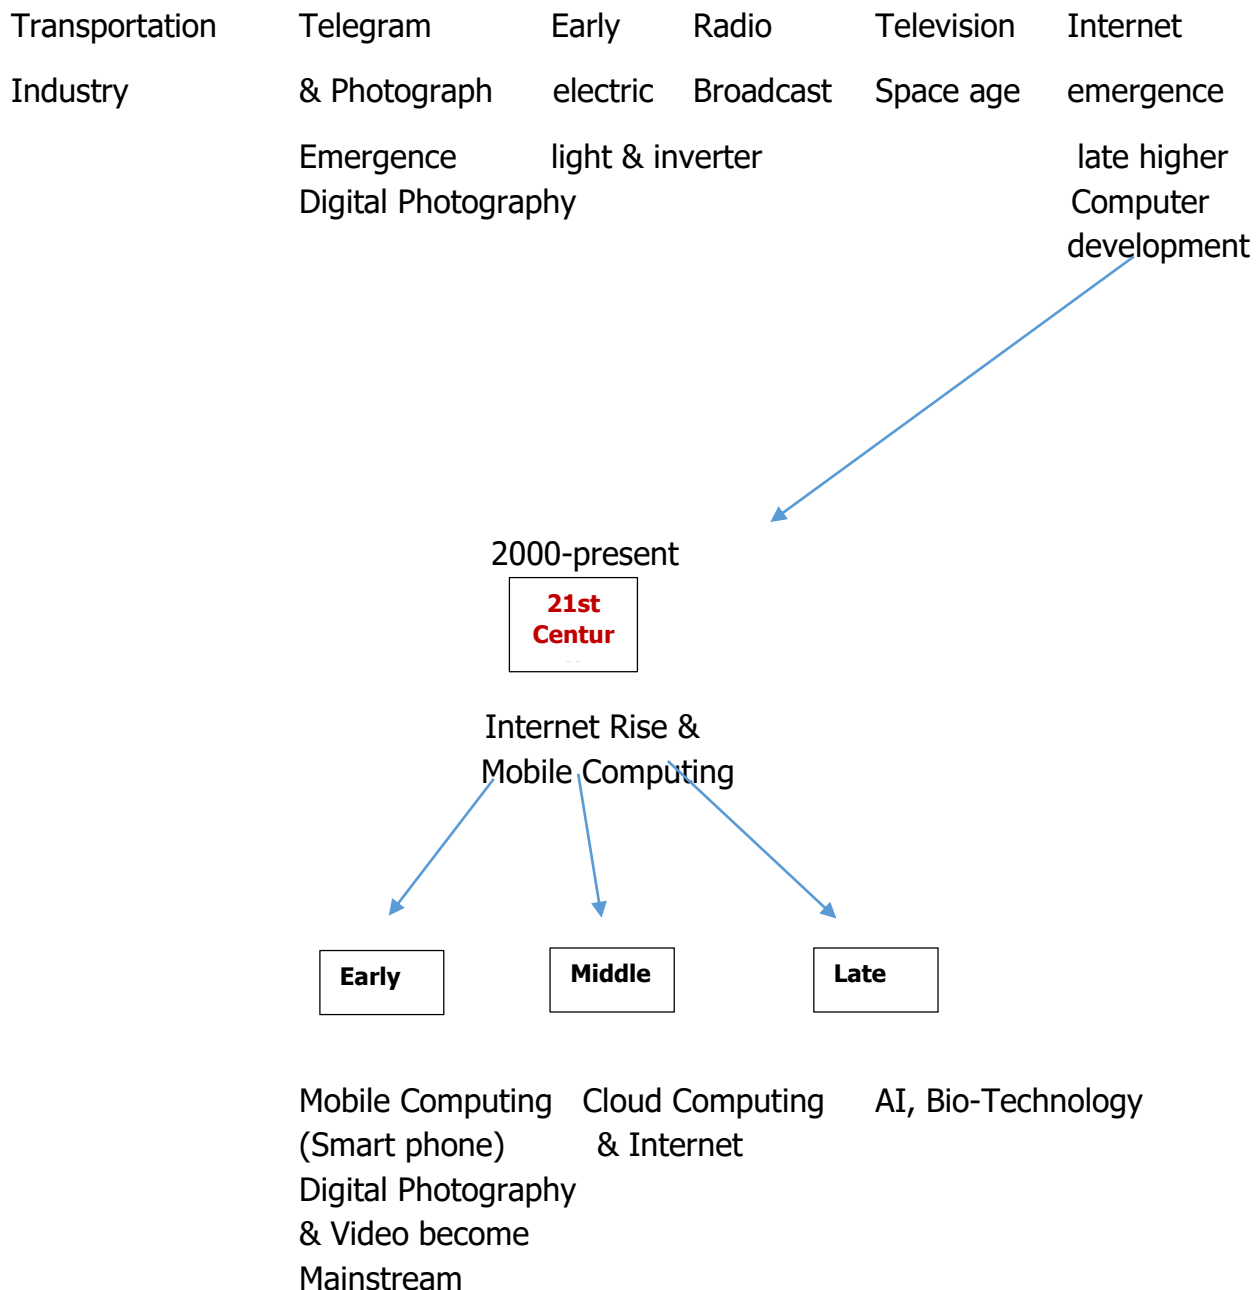 Transportation Telegram Early Radio Television Internet
Industry & Photograph electric Broadcast Space age emergence
Emergence light & inverter late higher
Digital Photography Computer
development
2000-present
21st
Centur
Internet Rise &
Mobile Computing
Early Middle Late
Mobile Computing Cloud Computing AI, Bio-Technology
(Smart phone) & Internet
Digital Photography
& Video become
Mainstream